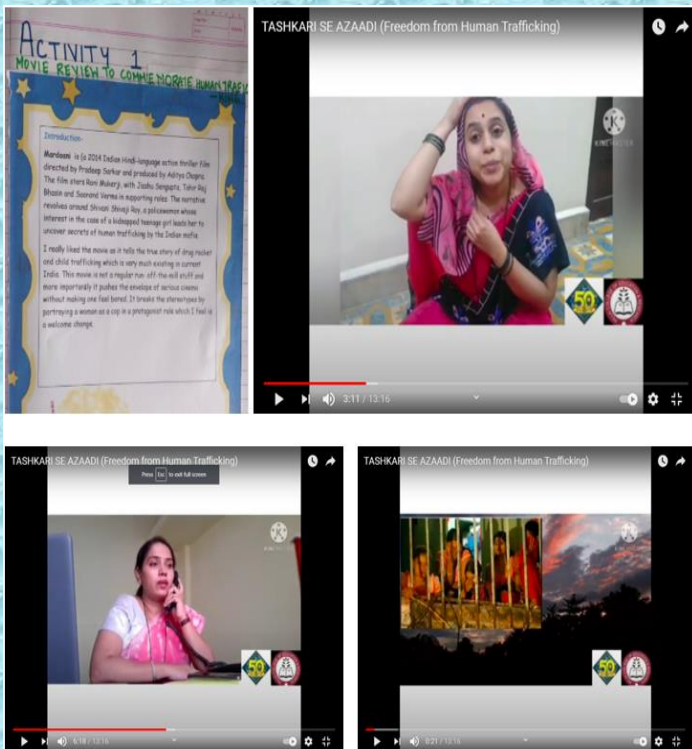 ACTIVITY 1
MOVIE REVIEW TO COMMEMORATE HUMAN
Introduction-
Mardaani is (a 2014 Indian Hindi-language action thriller film
directed by Pradeep Sarkar and produced by Aditya Chopra.
The film stars Rani Mukerji, with Jisshu Sengupta, Tahir Raj
Bhasin and Saanand Verma in supporting roles. The narrative
revolves around Shivani Shivaji Roy, a policewoman whose
interest in the case of a kidnapped teenage girl leads her to
uncover secrets of human trafficking by the Indian mafia.
I really liked the movie as it tells the true story of drug racket
and child trafficking which is very much existing in current
India. This movie is not a regular run-off-the-mill stuff and
more importantly it pushes the envelope of serious cinema
without making one feel bored. It breaks the stereotypes by
portraying a woman as a cop in a protagonist role which I feel is
a welcome change.
TASHKARI SE AZAADI (Freedom from Human Trafficking)
KINEMASTER
50
3:11 / 13:16
TASHKARI SE AZAADI (Freedom from Human Trafficking)
Press Esc to exit full screen
50
TASHKARI SE AZAADI (Freedom from Human Trafficking)
50
0:21 / 13:16